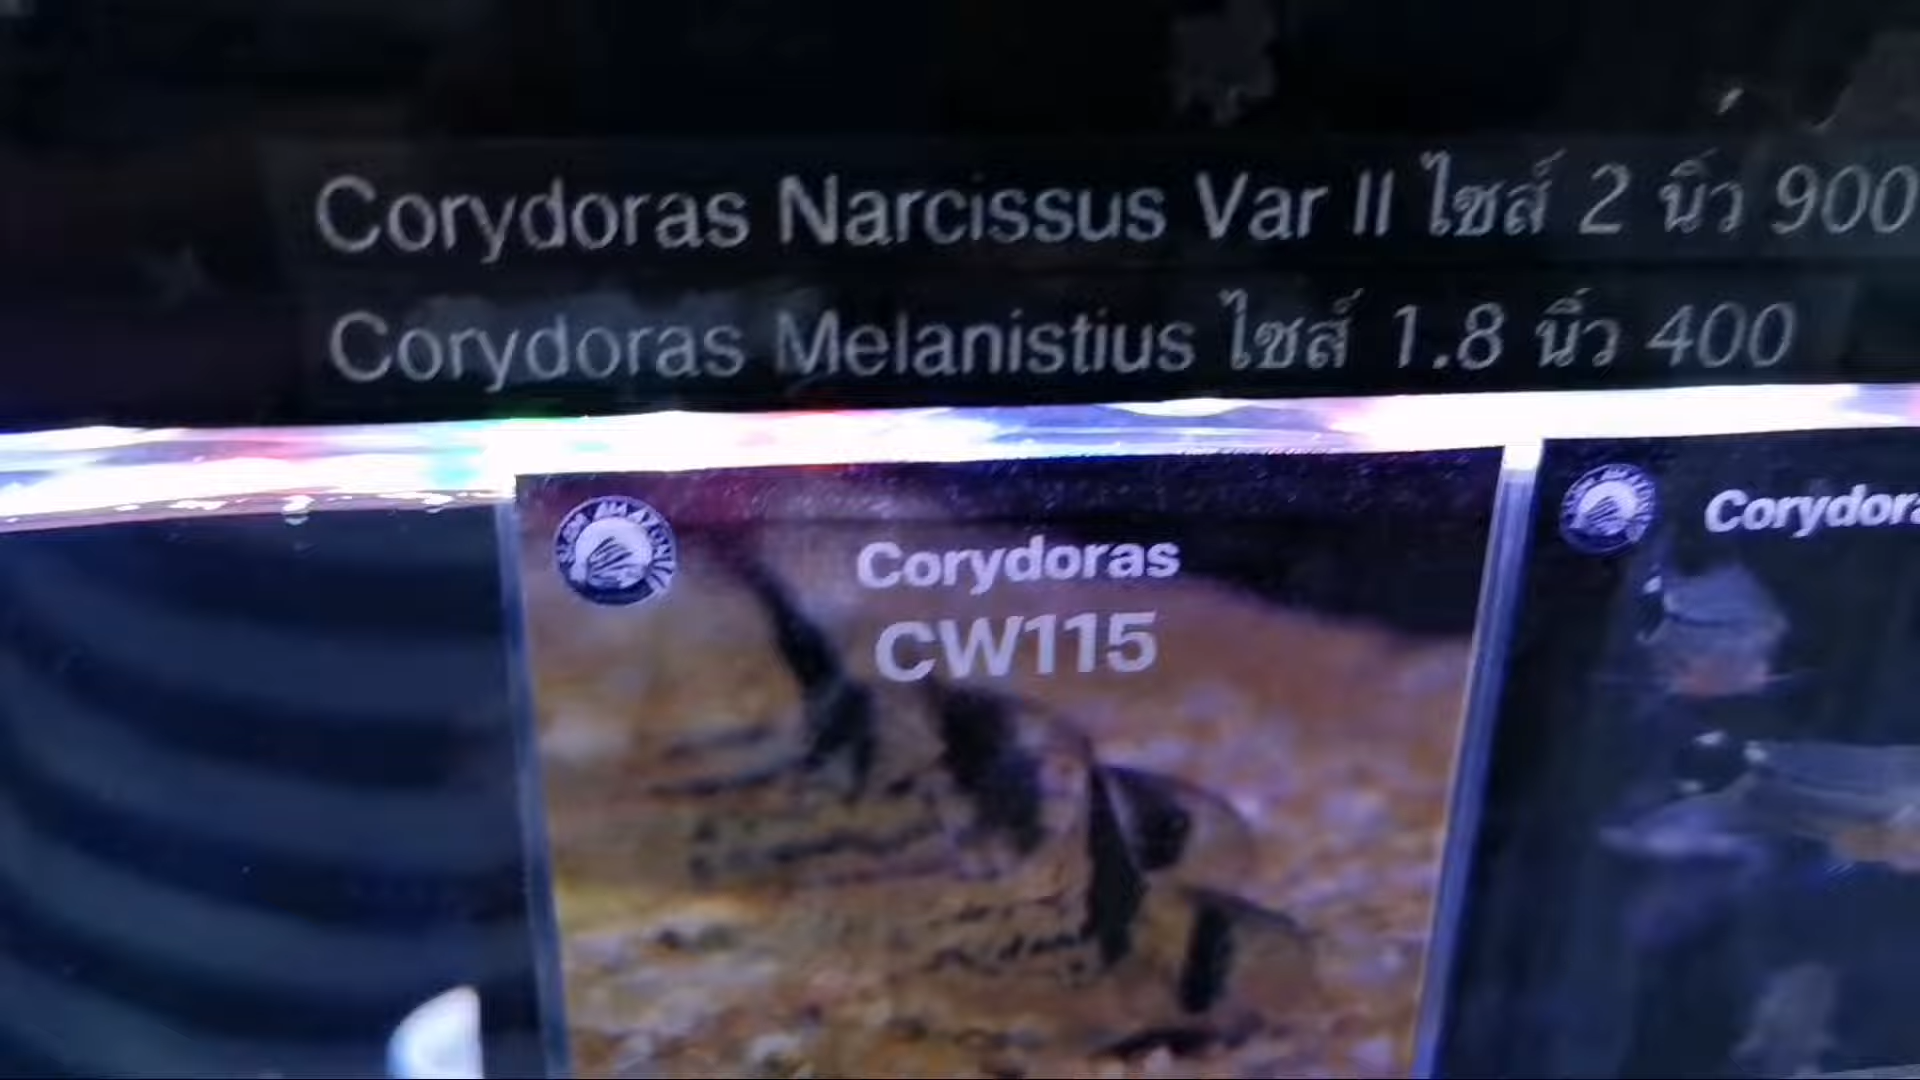 Corydoras Narcissus Var II ไซส์ 2 นิ้ว 900
Corydoras Melanistius ไซส์ 1.8 นิ้ว 400
Corydoras
CW115